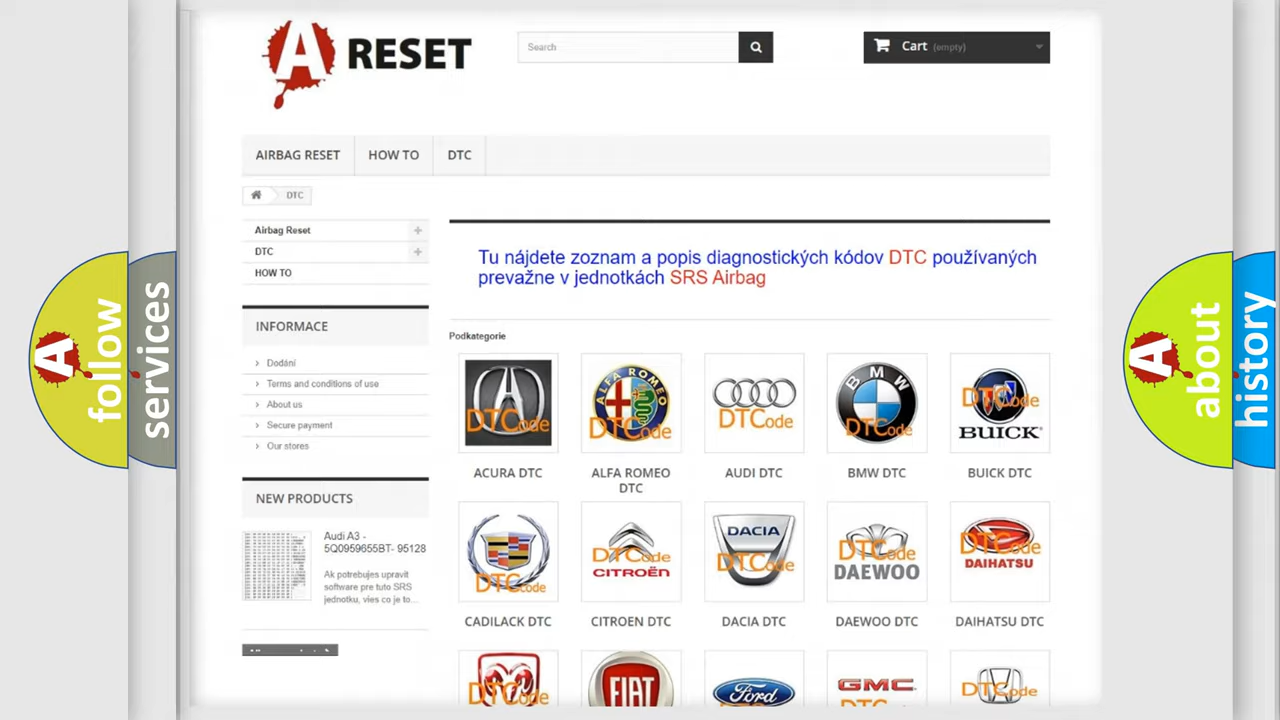 A RESET
Search
Cart (empty)
AIRBAG RESET
HOW TO
DTC
DTC
Airbag Reset
DTC
HOW TO
INFORMACE
Dodání
Terms and conditions of use
About us
Secure payment
Our stores
NEW PRODUCTS
Audi A3 -
5Q0959655BT- 95128
Ak potrebujes upravit
software pre tuto SRS
jednotku, vies co je to...
Tu nájdete zoznam a popis diagnostických kódov DTC používaných
prevažne v jednotkách SRS Airbag
Podkategorie
DTCode
ALFA ROMEO
DTCode
DTCode
BMW
DTCode
DTCode
BUICK
ACURA DTC
ALFA ROMEO
DTC
AUDI DTC
BMW DTC
BUICK DTC
DTCode
DTCode
CITROËN
DACIA
DTCode
DTCode
DAEWOO
DTCode
DAIHATSU
CADILACK DTC
CITROEN DTC
DACIA DTC
DAEWOO DTC
DAIHATSU DTC
DTCode
FIAT
Ford
GMC
DTCode
A
follow
services
A
about
history